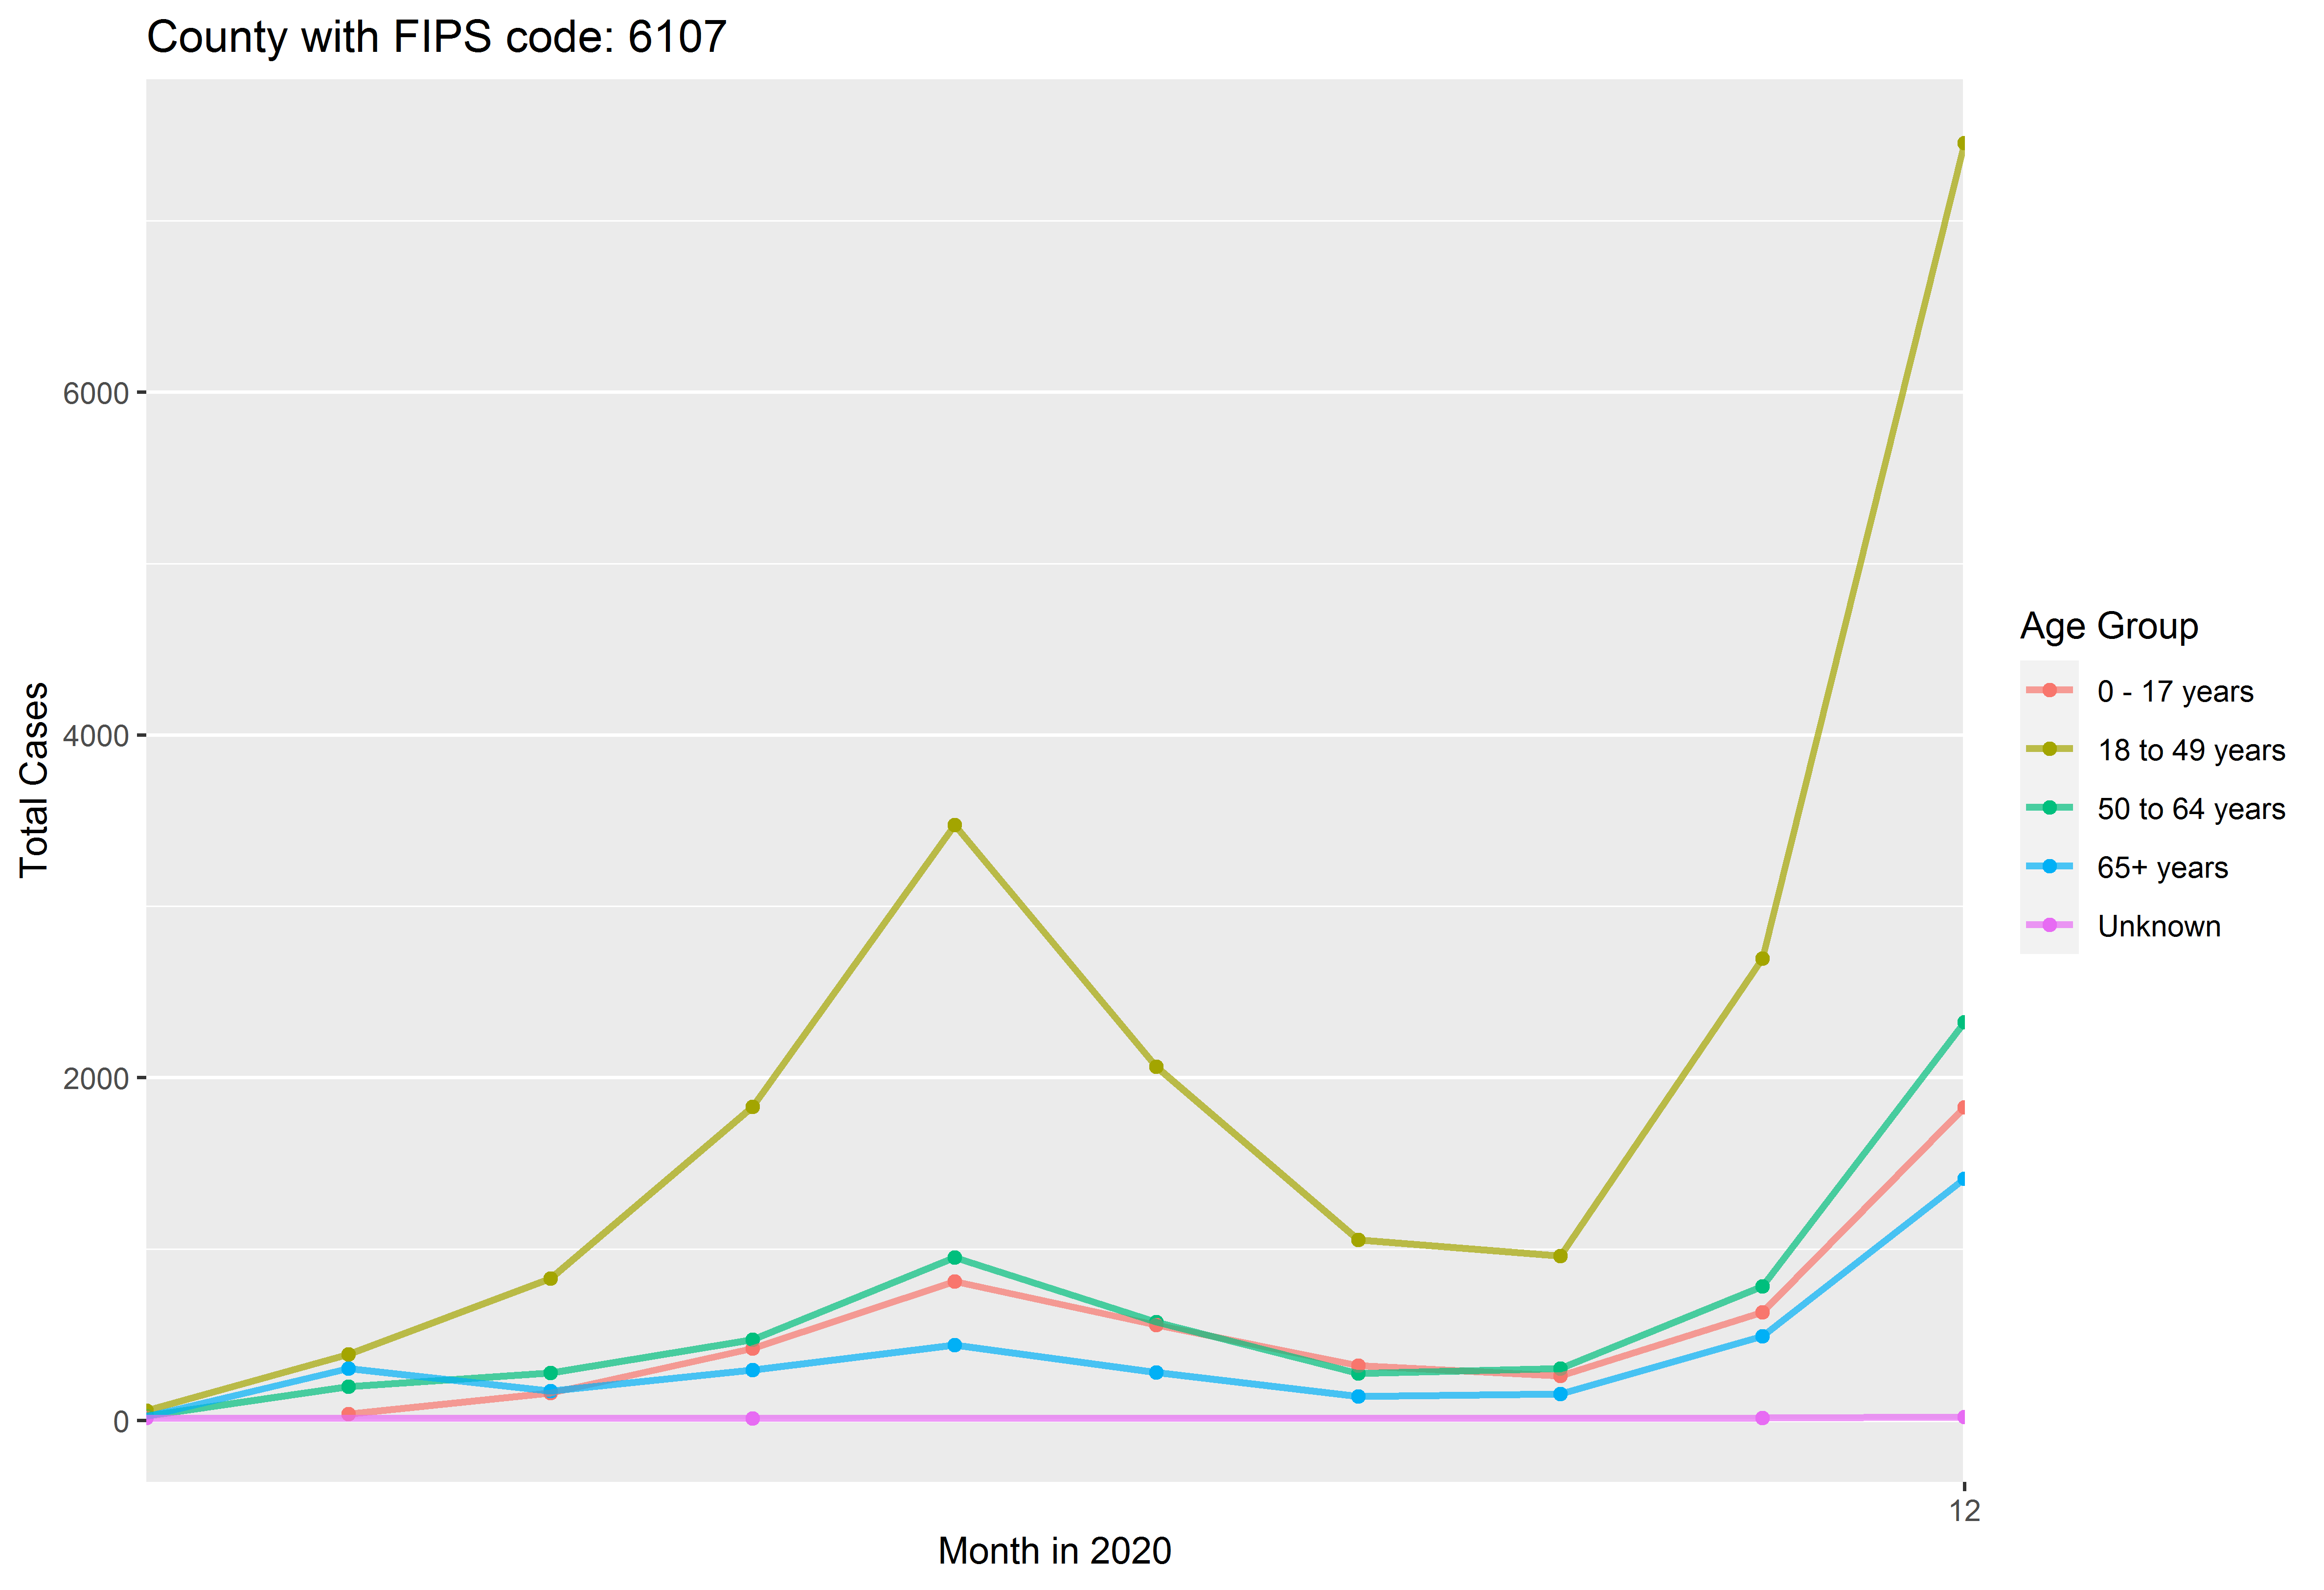 County with FIPS code: 6107
Total Cases
6000
4000
2000
0
12
Month in 2020
Age Group
0 - 17 years
18 to 49 years
50 to 64 years
65+ years
Unknown